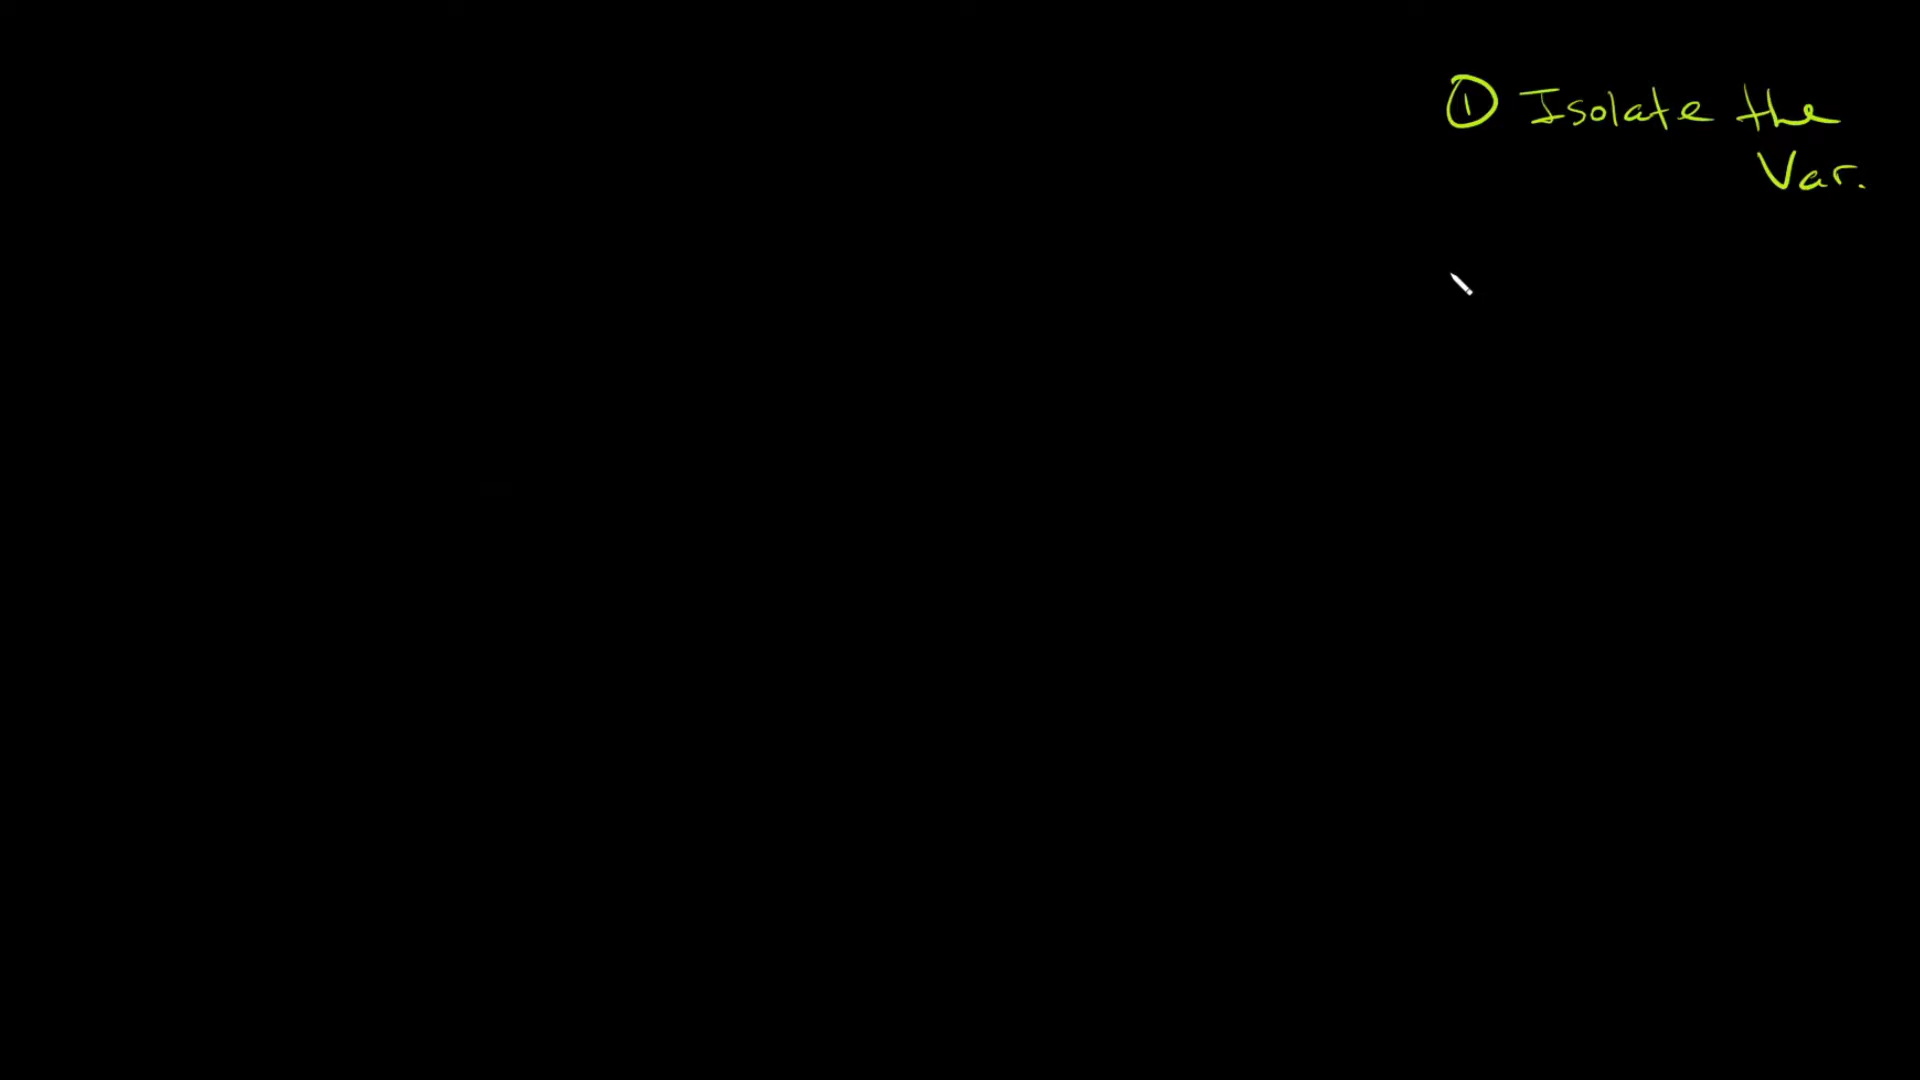 ① Isolate the
Var.